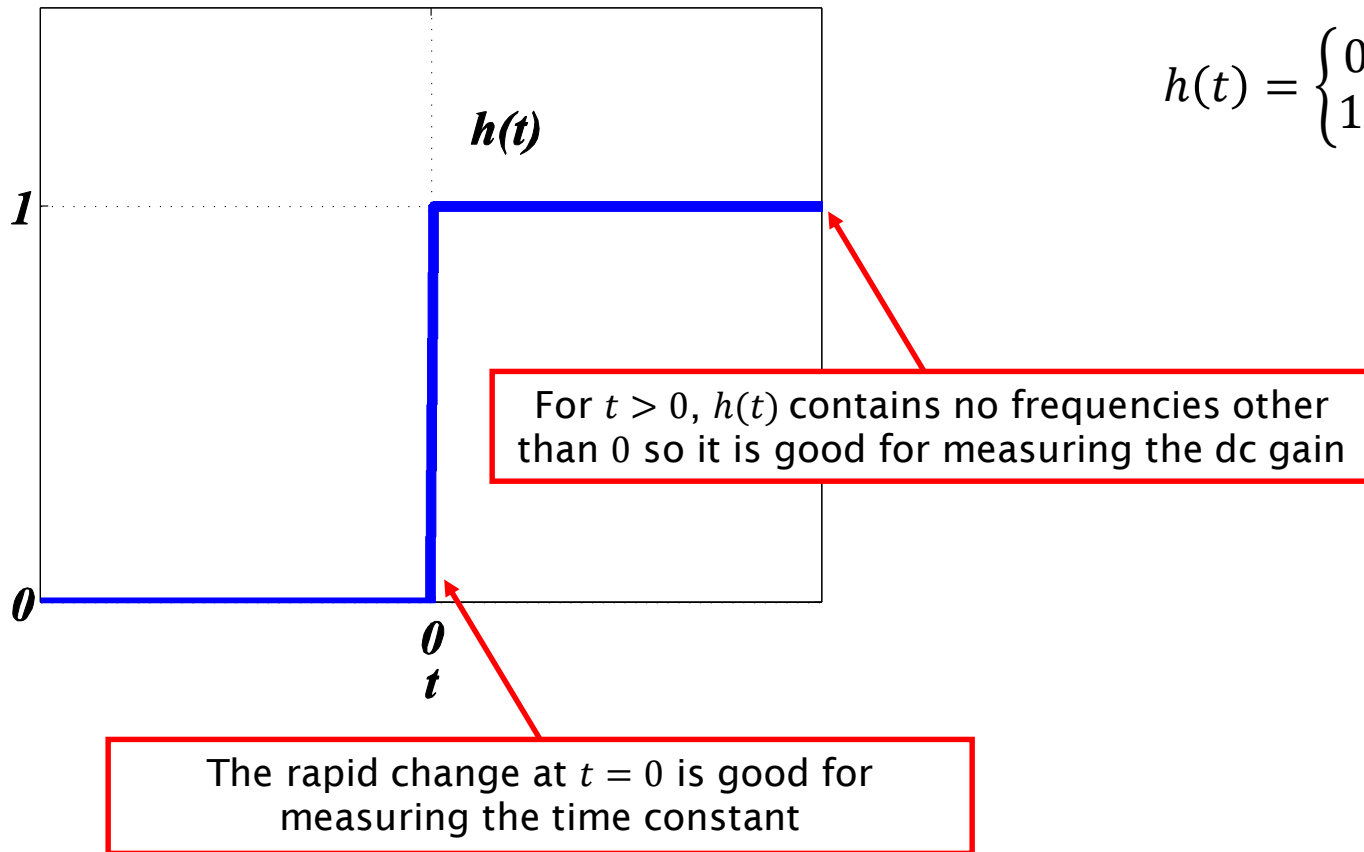 h(t) = {0
1
h(t)
1
For t > 0, h(t) contains no frequencies other
than 0 so it is good for measuring the dc gain
0
0
t
The rapid change at t = 0 is good for
measuring the time constant